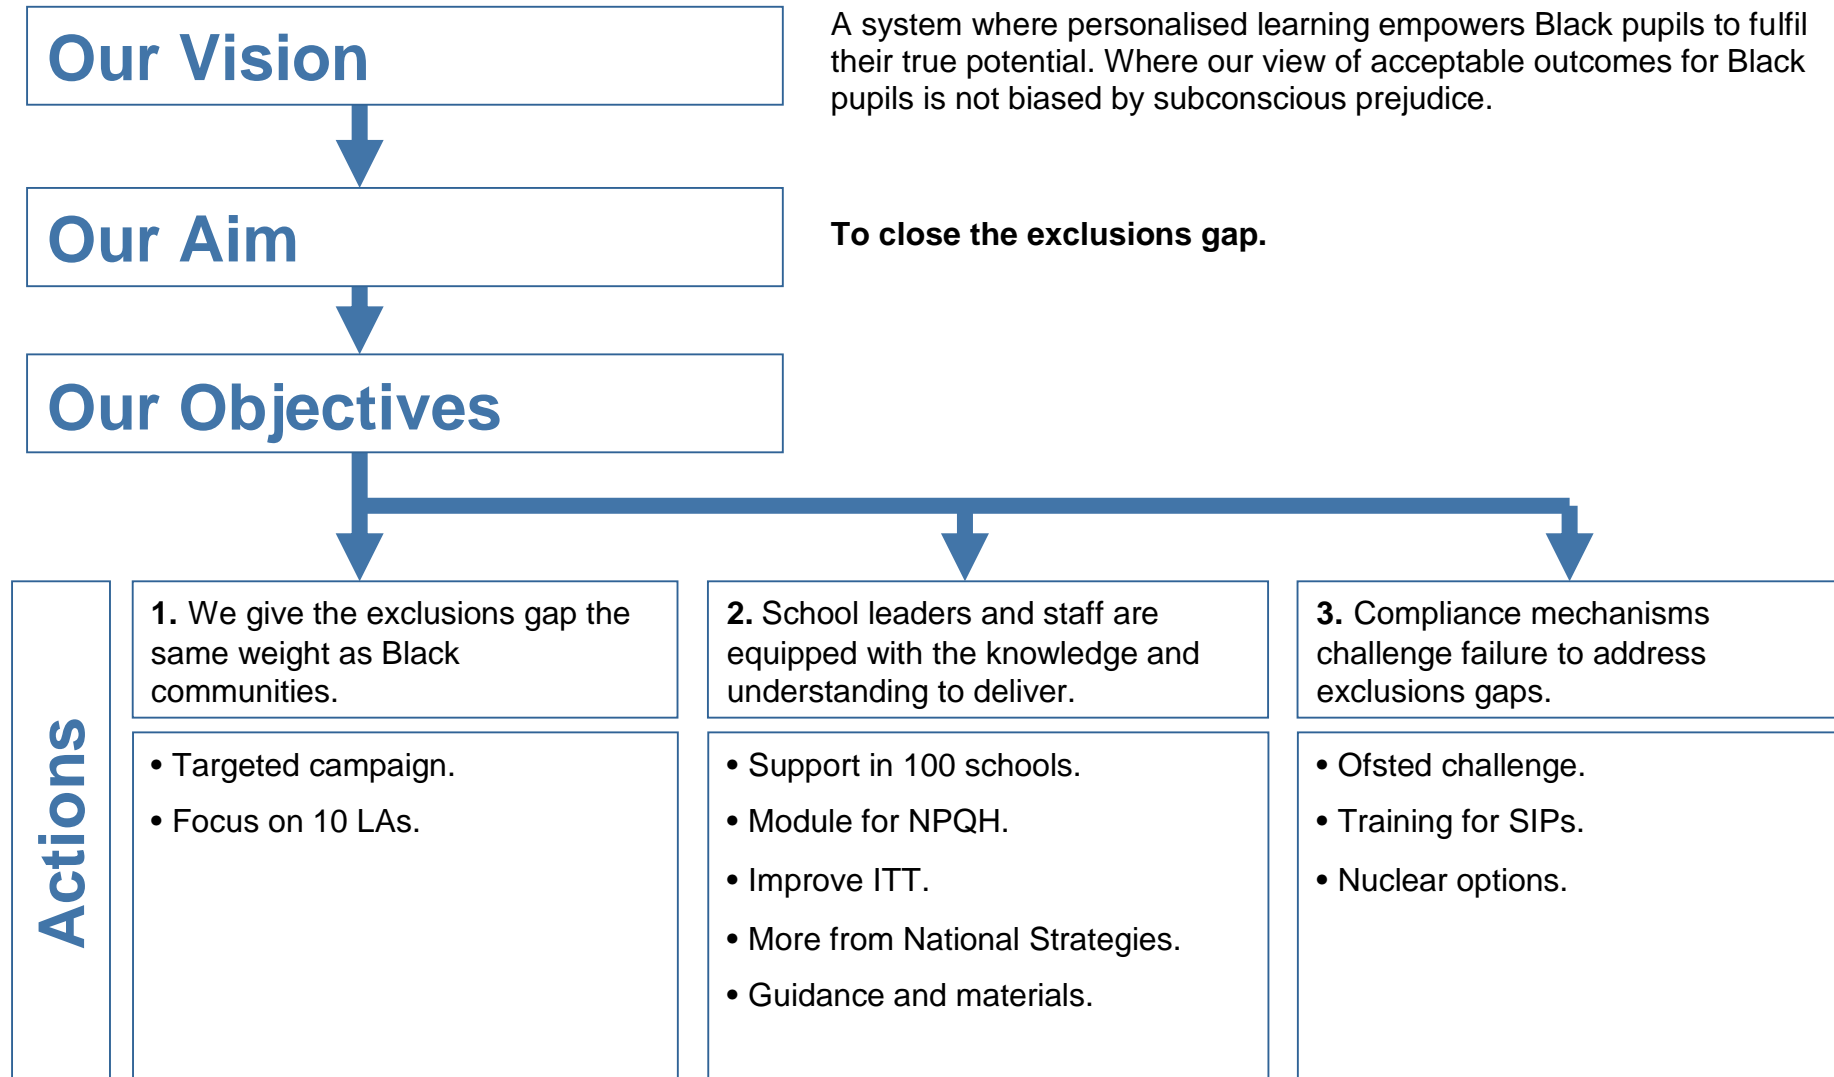 Our Vision
A system where personalised learning empowers Black pupils to fulfil
their true potential. Where our view of acceptable outcomes for Black
pupils is not biased by subconscious prejudice.
Our Aim
To close the exclusions gap.
Our Objectives
Actions
1. We give the exclusions gap the
same weight as Black
communities.
• Targeted campaign.
• Focus on 10 LAs.
2. School leaders and staff are
equipped with the knowledge and
understanding to deliver.
• Support in 100 schools.
• Module for NPQH.
• Improve ITT.
• More from National Strategies.
• Guidance and materials.
3. Compliance mechanisms
challenge failure to address
exclusions gaps.
• Ofsted challenge.
• Training for SIPs.
• Nuclear options.